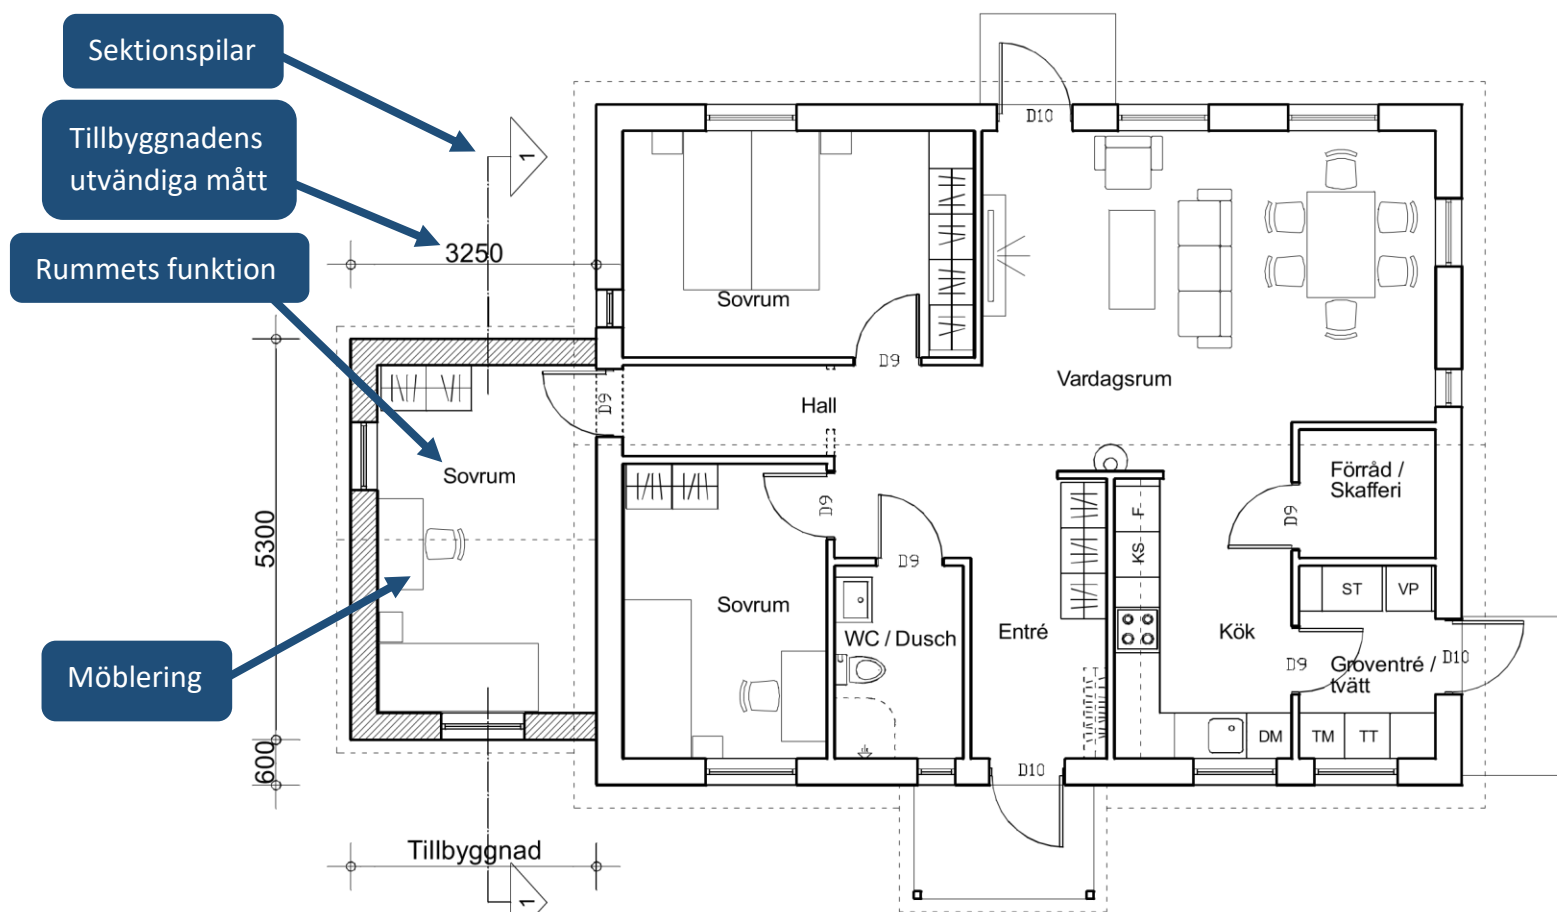 Sektionspilar
Tillbyggnadens
utvändiga mått
Rummets funktion
Möblering
1
3250
5300
600
Tillbyggnad
1
D10
Sovrum
D9
Vardagsrum
Hall
D9
Sovrum
Förråd /
Skafferi
D9
F
KS
D9
D9
ST
VP
Sovrum
WC / Dusch
Entré
Kök
D9
Groventré /
tvätt
D10
DM
TM
TT
D10